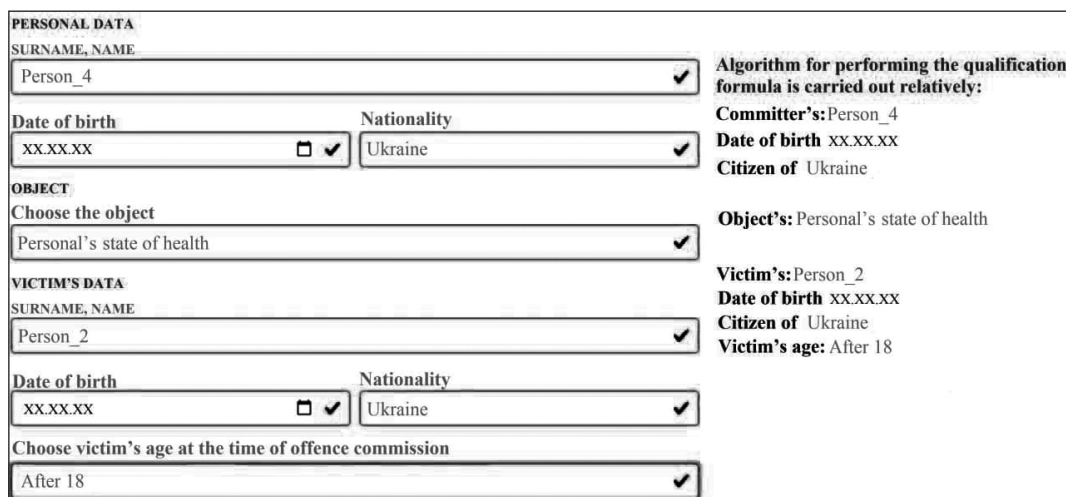 PERSONAL DATA
SURNAME, NAME
Person_4
Date of birth
Nationality
XX.XX.XX
Ukraine
OBJECT
Choose the object
Personal's state of health
VICTIM'S DATA
SURNAME, NAME
Person_2
Date of birth
Nationality
XX.XX.XX
Ukraine
Choose victim's age at the time of offence commission
After 18
Algorithm for performing the qualification
formula is carried out relatively:
Committer's: Person_4
Date of birth XX.XX.XX
Citizen of Ukraine
Object's: Personal's state of health
Victim's: Person_2
Date of birth XX.XX.XX
Citizen of Ukraine
Victim's age: After 18